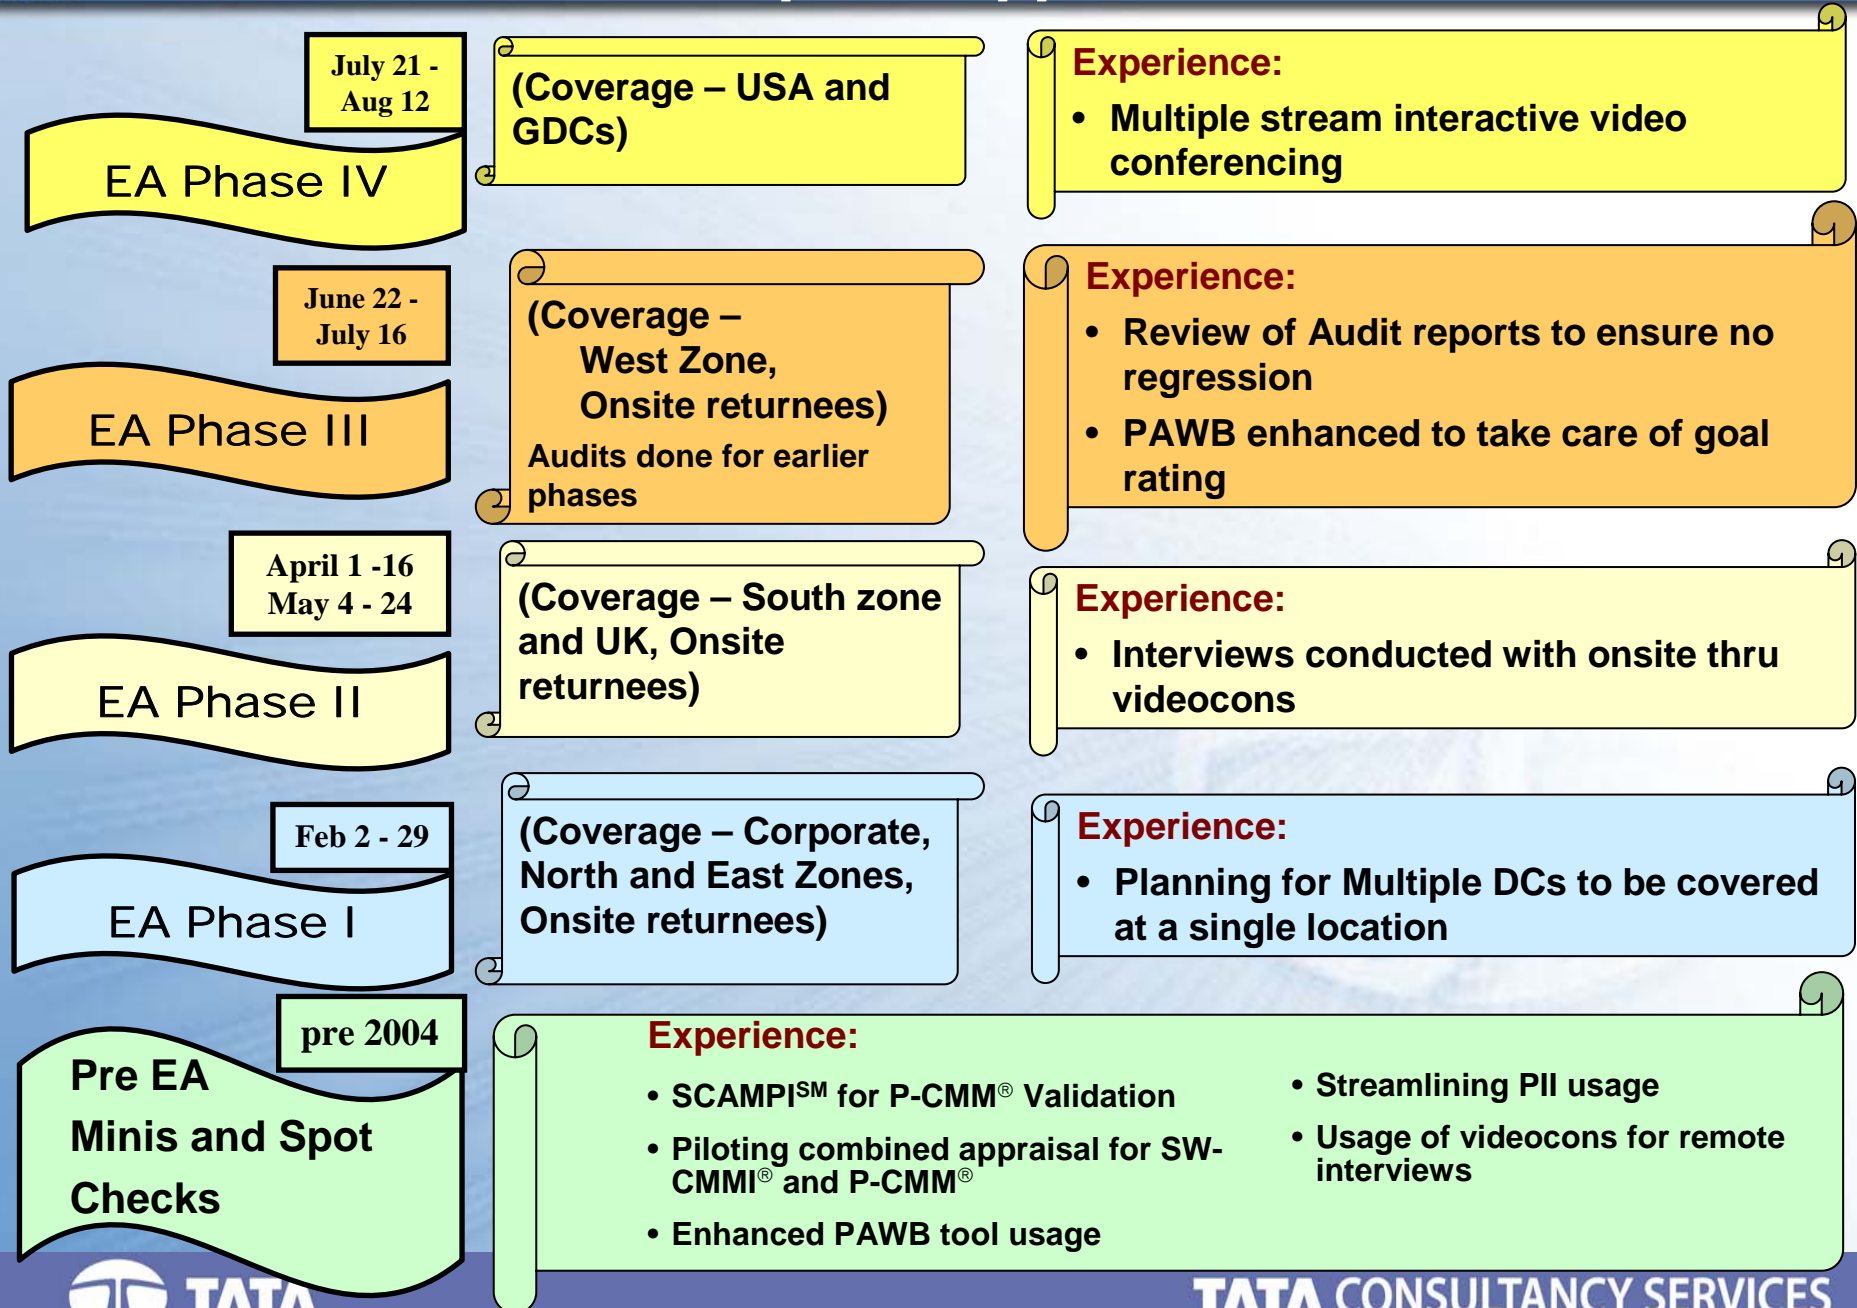 July 21 -
Aug 12
EA Phase IV
(Coverage – USA and
GDCs)
Experience:
• Multiple stream interactive video
conferencing
June 22 -
July 16
EA Phase III
(Coverage –
West Zone,
Onsite returnees)
Audits done for earlier
phases
Experience:
• Review of Audit reports to ensure no
regression
• PAWB enhanced to take care of goal
rating
April 1 -16
May 4 - 24
EA Phase II
(Coverage – South zone
and UK, Onsite
returnees)
Experience:
• Interviews conducted with onsite thru
videocons
Feb 2 - 29
EA Phase I
(Coverage – Corporate,
North and East Zones,
Onsite returnees)
Experience:
• Planning for Multiple DCs to be covered
at a single location
pre 2004
Pre EA
Minis and Spot
Checks
Experience:
• SCAMPI℠ for P-CMM® Validation
• Piloting combined appraisal for SW-
CMMI® and P-CMM®
• Enhanced PAWB tool usage
• Streamlining PII usage
• Usage of videocons for remote
interviews
TATA
TATA CONSULTANCY SERVICES